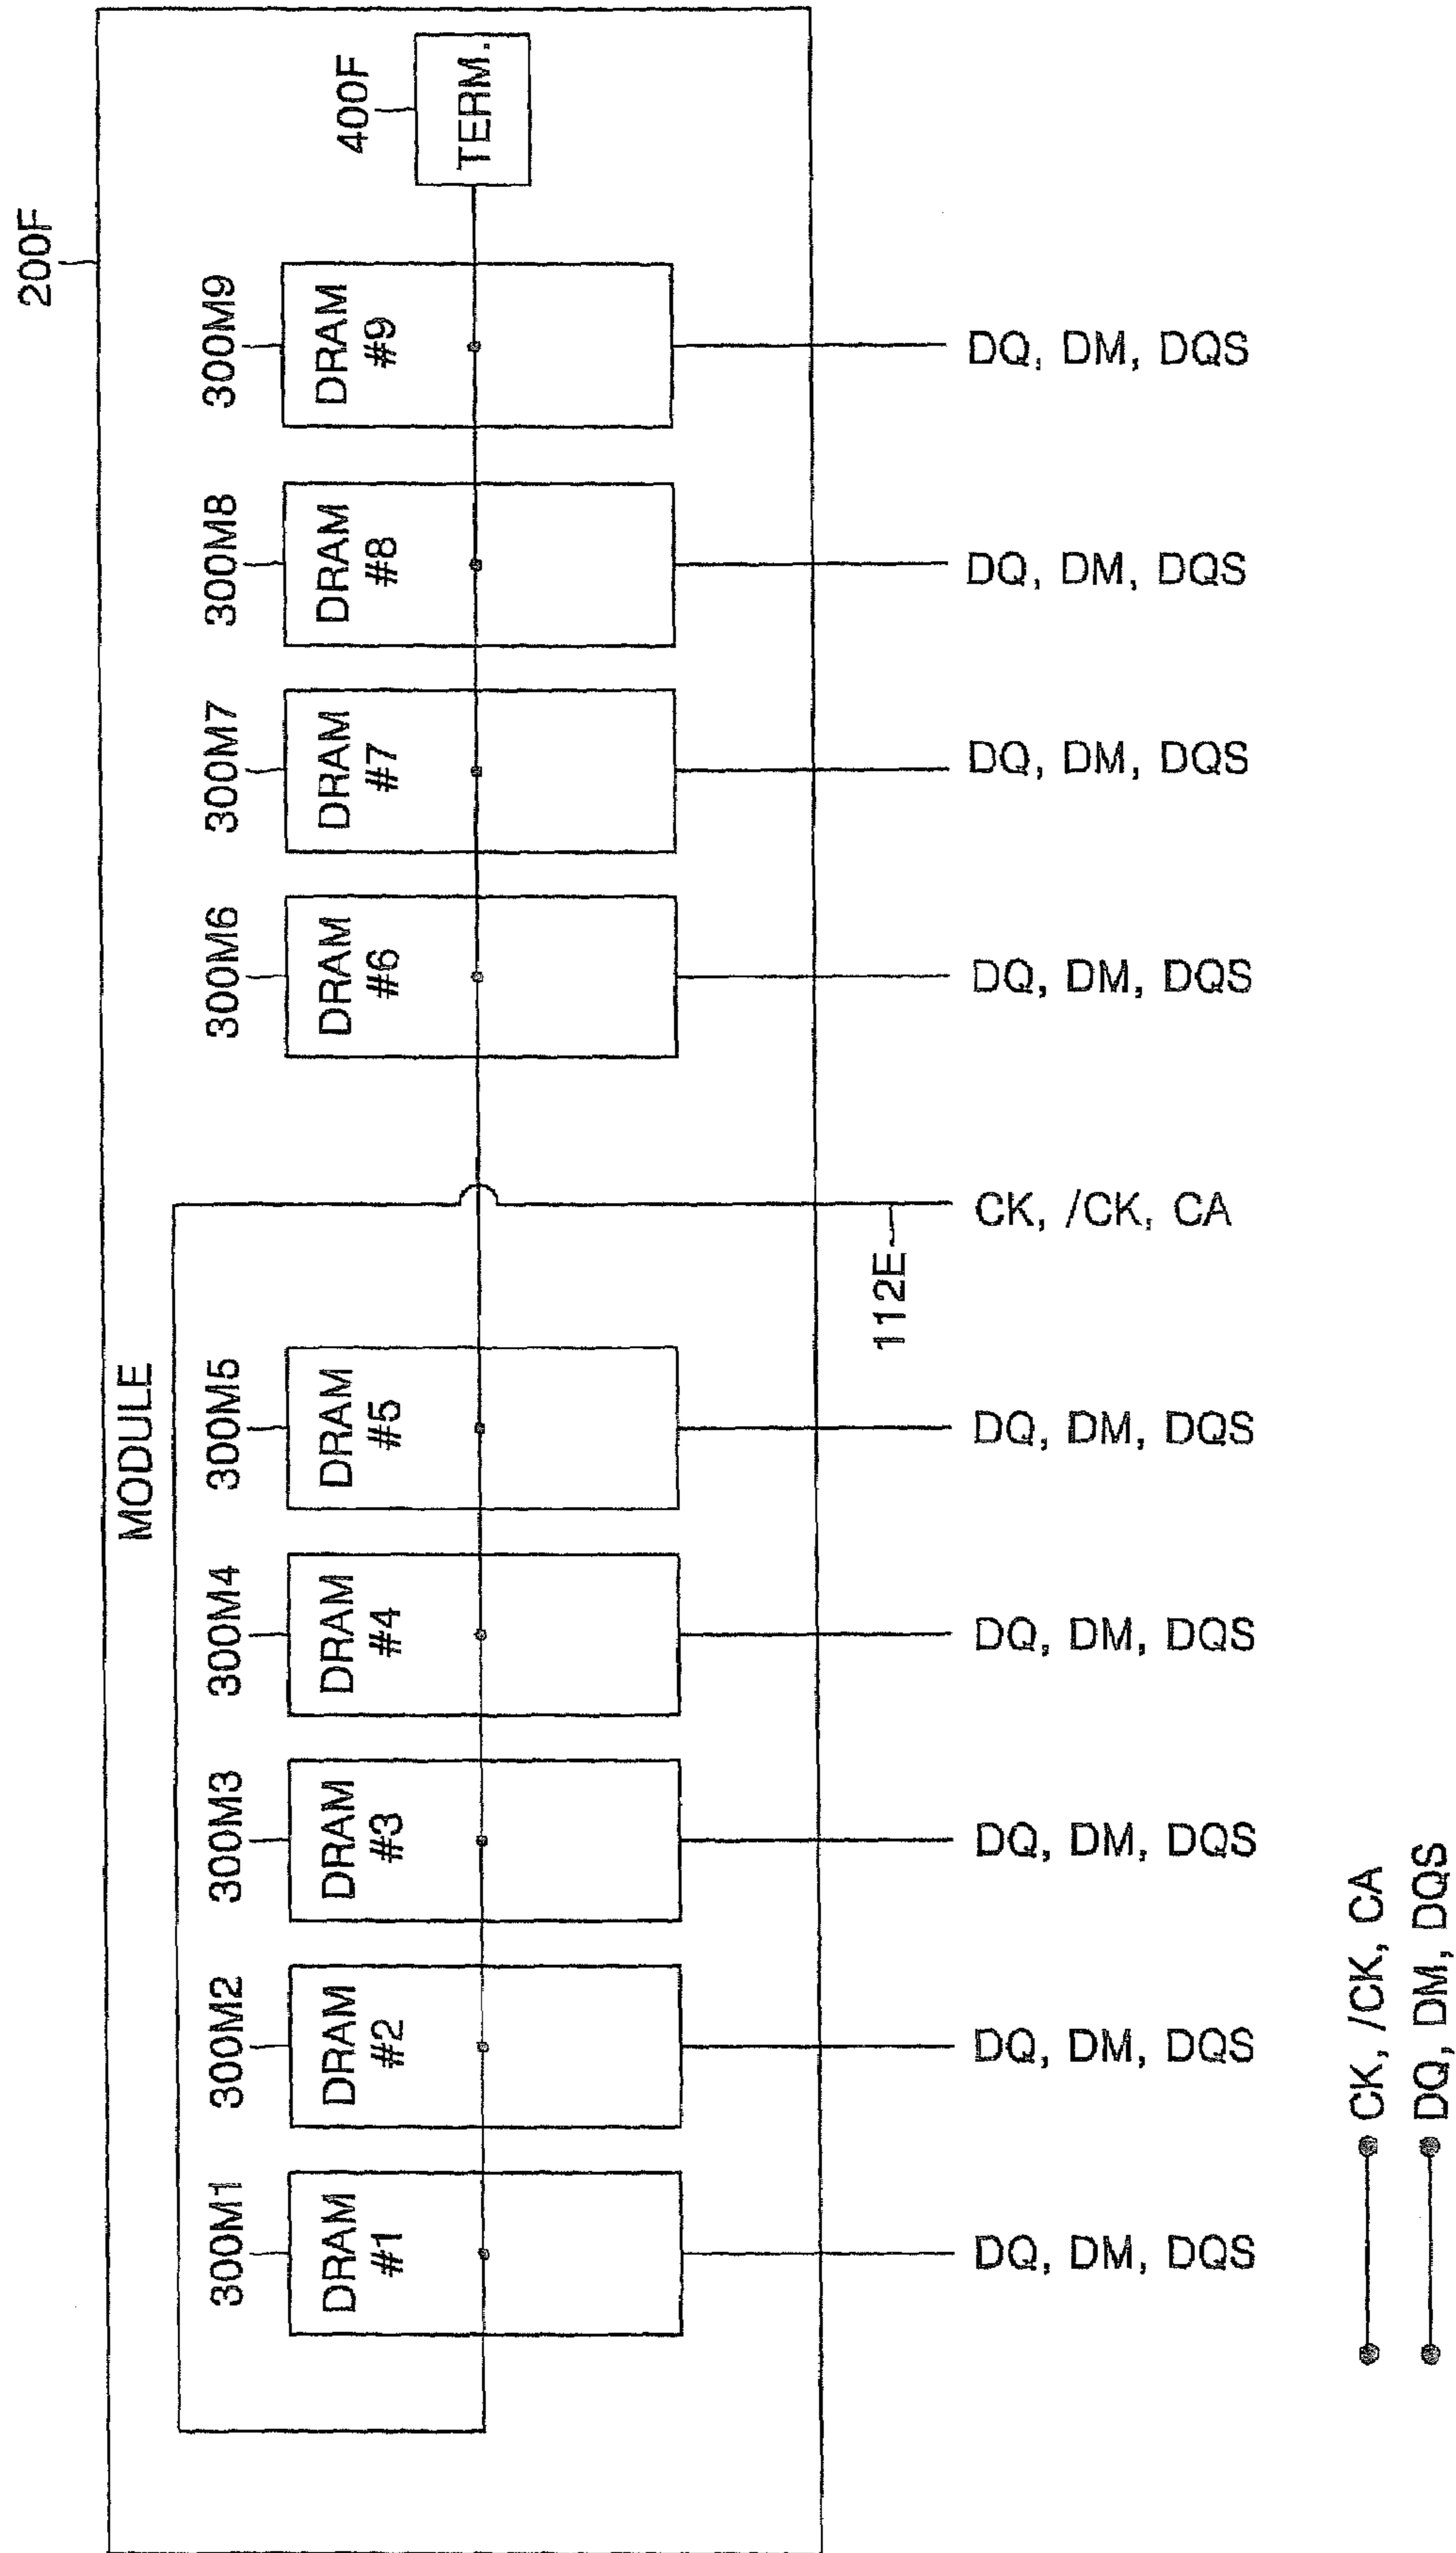 200F
MODULE
300M1
300M2
300M3
300M4
300M5
300M6
300M7
300M8
300M9
400F
DRAM
#1
DRAM
#2
DRAM
#3
DRAM
#4
DRAM
#5
DRAM
#6
DRAM
#7
DRAM
#8
DRAM
#9
TERM.
112E
DQ, DM, DQS
DQ, DM, DQS
DQ, DM, DQS
DQ, DM, DQS
DQ, DM, DQS
CK, /CK, CA
DQ, DM, DQS
DQ, DM, DQS
DQ, DM, DQS
DQ, DM, DQS
CK, /CK, CA
DQ, DM, DQS